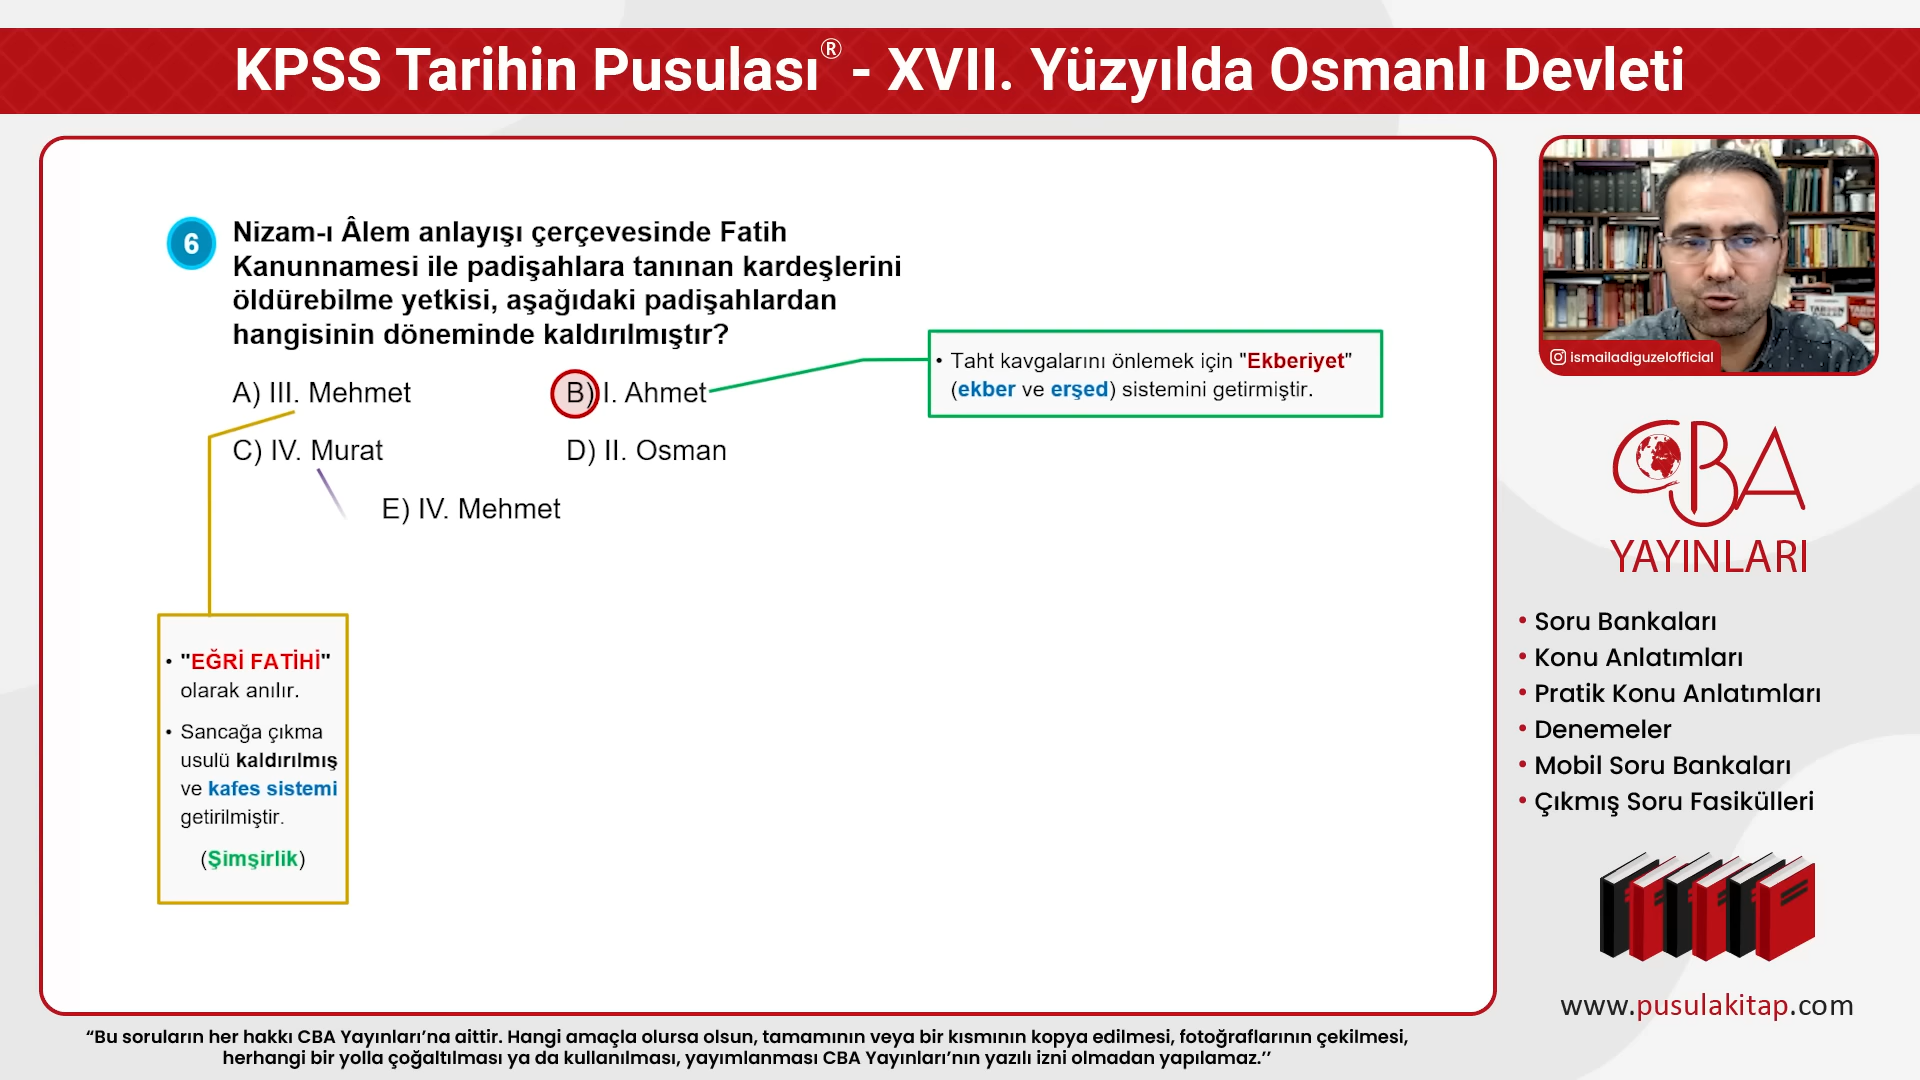 KPSS Tarihin Pusulası® - XVII. Yüzyılda Osmanlı Devleti
6
Nizam-ı Âlem anlayışı çerçevesinde Fatih
Kanunnamesi ile padişahlara tanınan kardeşlerini
öldürebilme yetkisi, aşağıdaki padişahlardan
hangisinin döneminde kaldırılmıştır?
A) III. Mehmet
B) I. Ahmet
C) IV. Murat
D) II. Osman
E) IV. Mehmet
• Taht kavgalarını önlemek için "Ekberiyet"
(ekber ve erşed) sistemini getirmiştir.
• "EĞRİ FATİHİ"
olarak anılır.
• Sancağa çıkma
usulü kaldırılmış
ve kafes sistemi
getirilmiştir.
(Şimşirlik)
ismailadiguzelofficial
CBA
YAYINLARI
• Soru Bankaları
• Konu Anlatımları
• Pratik Konu Anlatımları
• Denemeler
• Mobil Soru Bankaları
• Çıkmış Soru Fasikülleri
www.pusulakitap.com
“Bu soruların her hakkı CBA Yayınları’na aittir. Hangi amaçla olursa olsun, tamamının veya bir kısmının kopya edilmesi, fotoğraflarının çekilmesi,
herhangi bir yolla çoğaltılması ya da kullanılması, yayımlanması CBA Yayınları’nın yazılı izni olmadan yapılamaz.’’